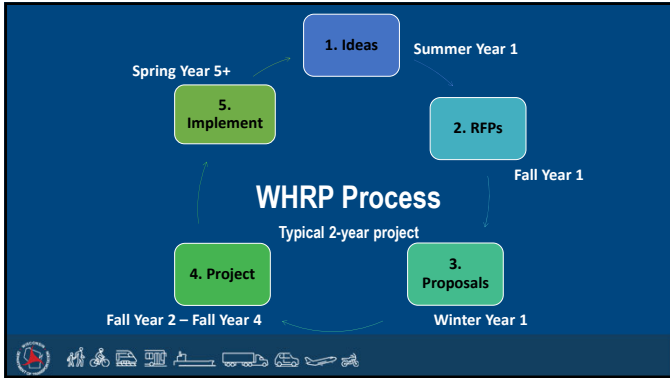 1. Ideas
Summer Year 1
Spring Year 5+
5.
Implement
2. RFPs
Fall Year 1
WHRP Process
Typical 2-year project
4. Project
3.
Proposals
Fall Year 2 – Fall Year 4
Winter Year 1
WISCONSIN